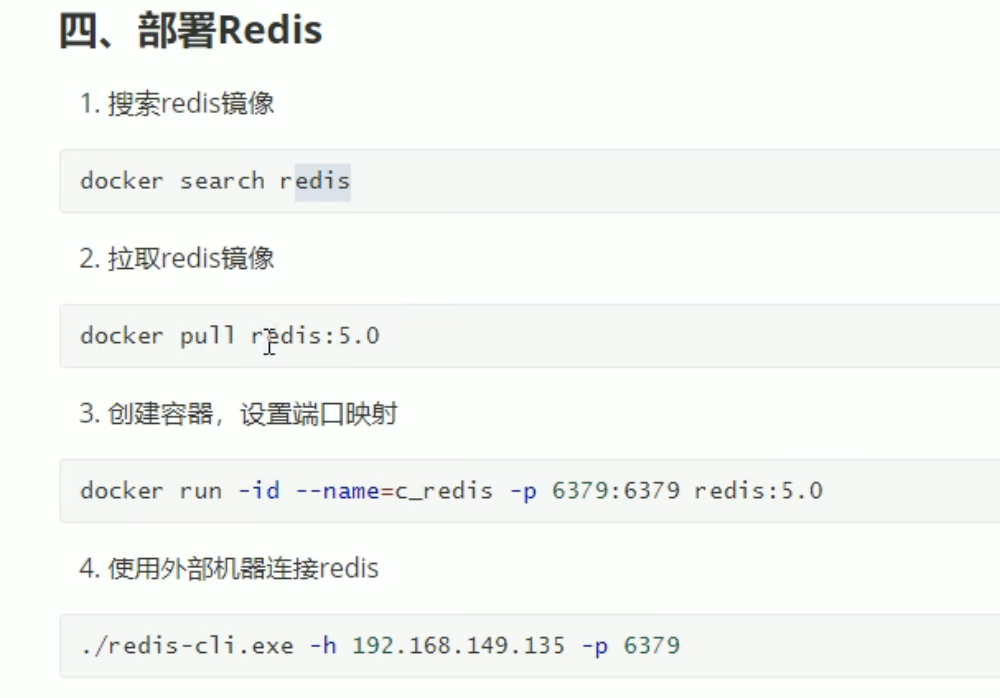 四、部署Redis
1. 搜索redis镜像
docker search redis
2. 拉取redis镜像
docker pull redis:5.0
3. 创建容器，设置端口映射
docker run -id --name=c_redis -p 6379:6379 redis:5.0
4. 使用外部机器连接redis
./redis-cli.exe -h 192.168.149.135 -p 6379